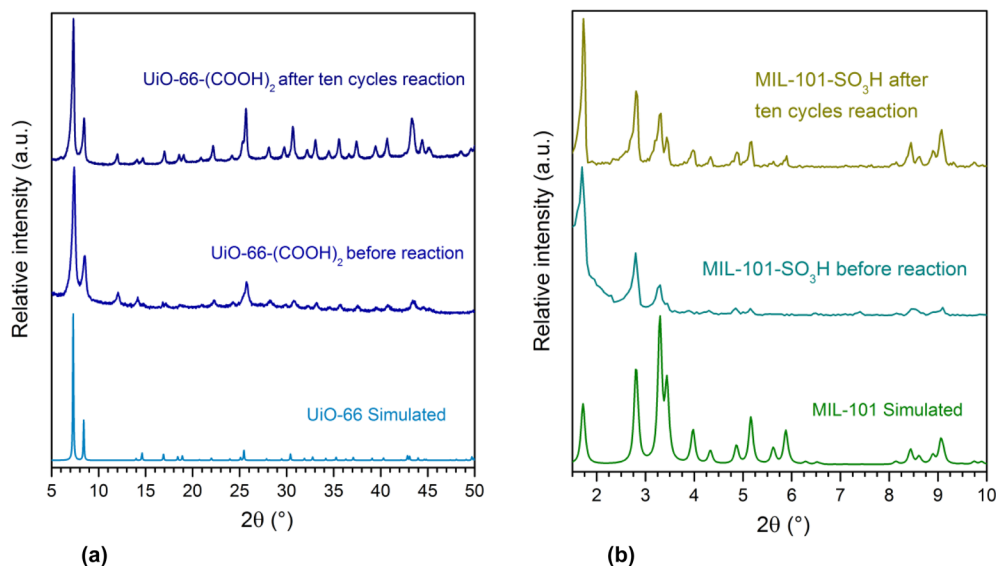 Relative intensity (a.u.)
UiO-66-(COOH)₂ after ten cycles reaction
UiO-66-(COOH)₂ before reaction
UiO-66 Simulated
5 10 15 20 25 30 35 40 45 50
2θ (°)
(a)
Relative intensity (a.u.)
MIL-101-SO₃H after
ten cycles reaction
MIL-101-SO₃H before reaction
MIL-101 Simulated
2 3 4 5 6 7 8 9 10
2θ (°)
(b)